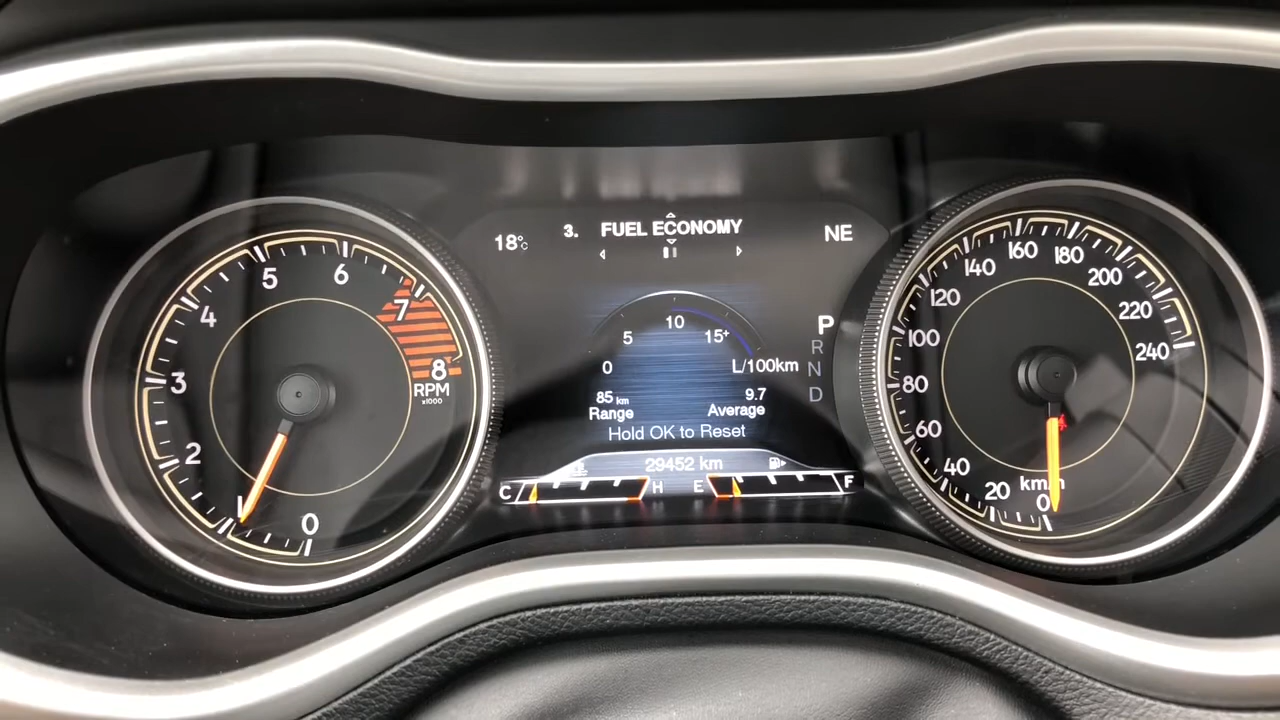 18°C
3. FUEL ECONOMY
NE
0
5
10
15+
L/100km
85 km
Range
9.7
Average
Hold OK to Reset
29452 km
C
H
E
F
P
R
N
D
0
1
2
3
4
5
6
7
8
RPM
x1000
0
20
40
60
80
100
120
140
160
180
200
220
240